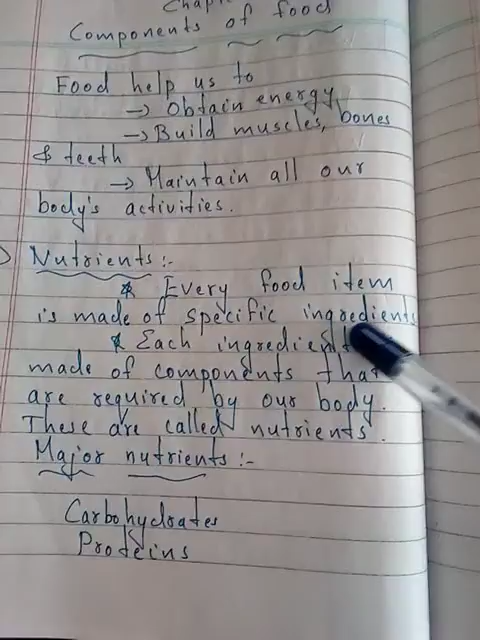 Components of food
Food help us to
→ Obtain energy
→ Build muscles, bones
& teeth
→ Maintain all our
body's activities.
Nutrients :-
* Every food item
is made of specific ingredients
* Each ingredient
made of components that
are required by our body.
These are called nutrients.
Major nutrients :-
Carbohydrates
Proteins